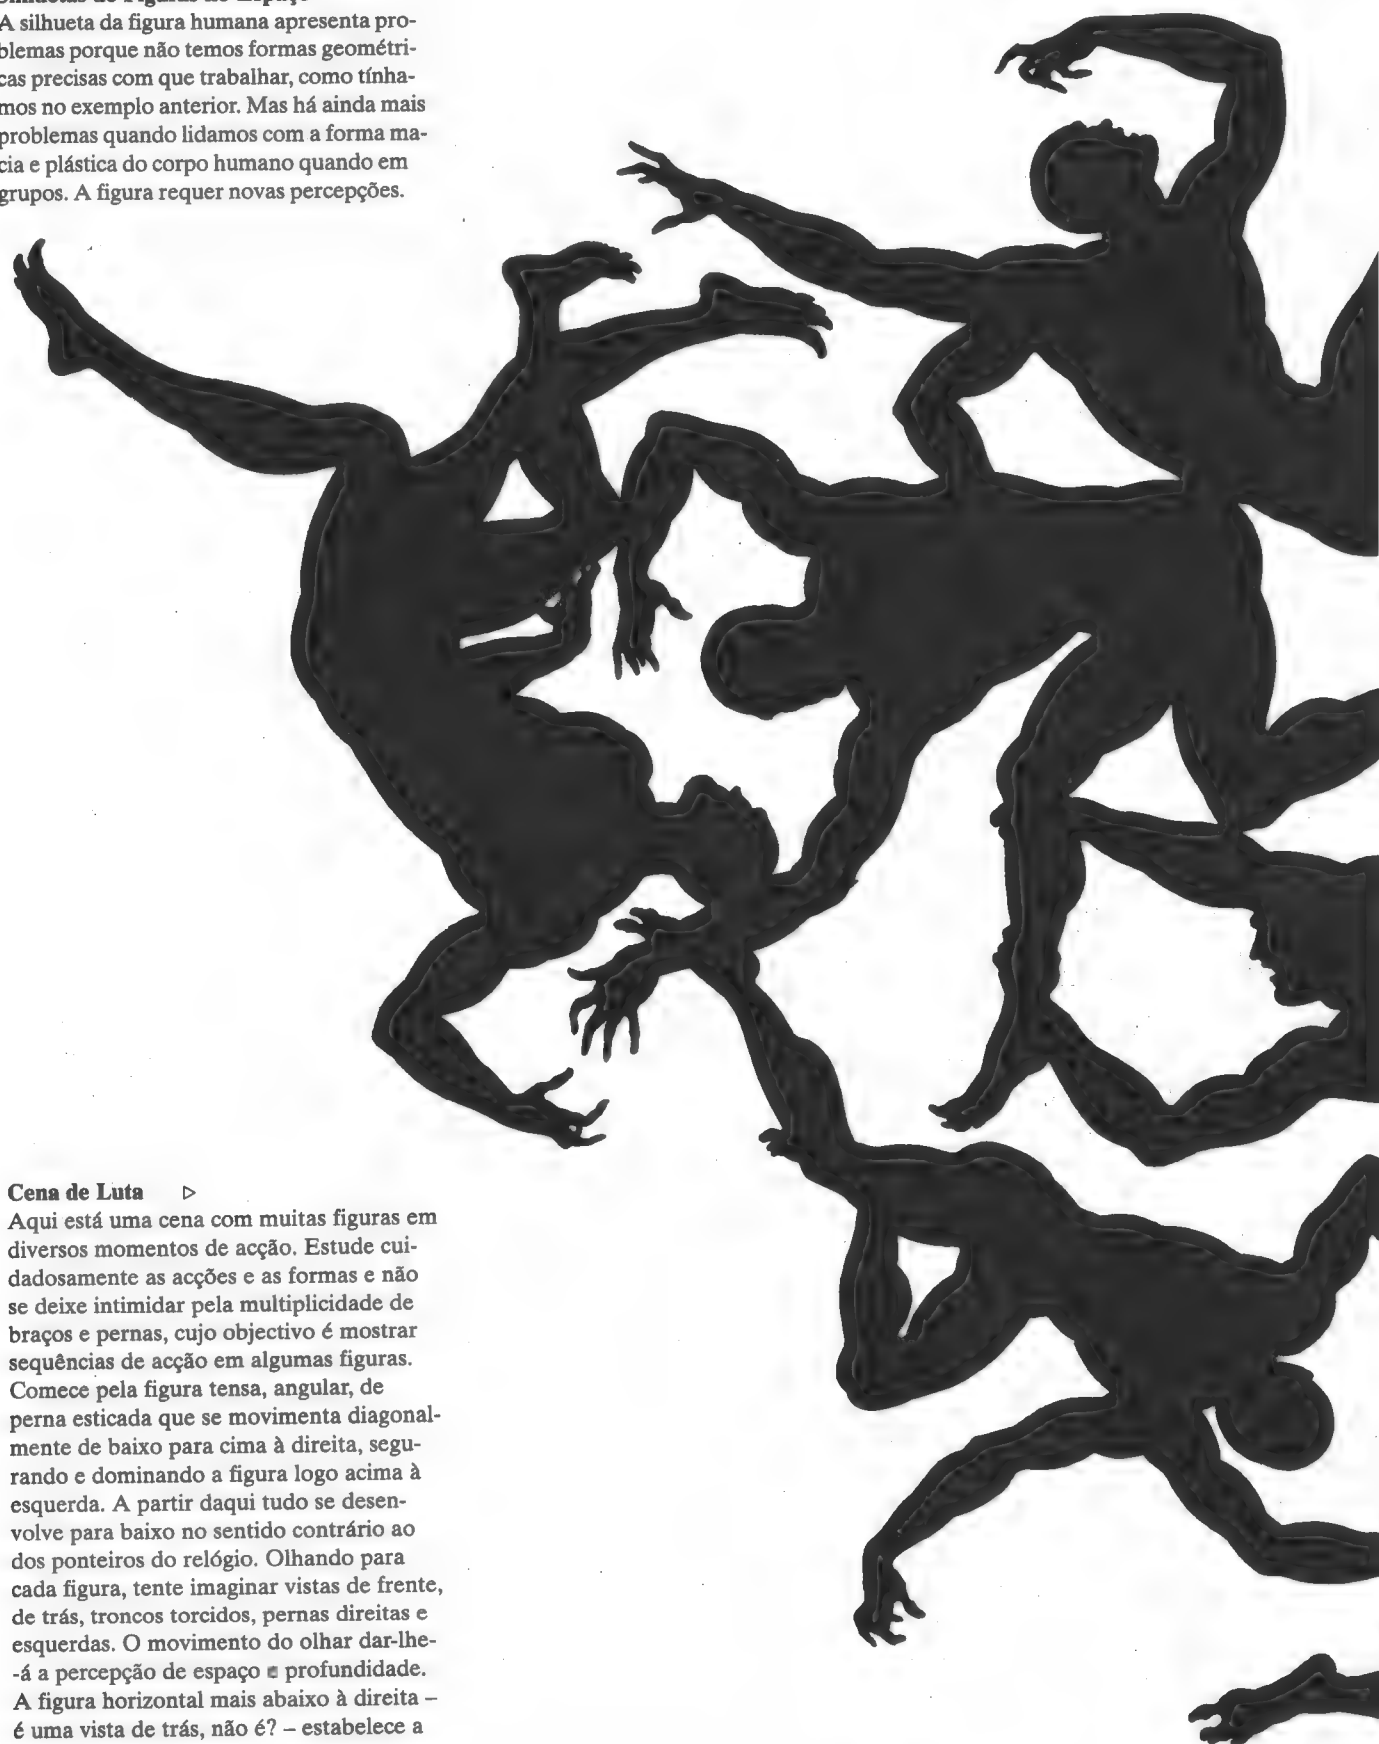 Silhuetas de Figuras no Espaço
A silhueta da figura humana apresenta pro-
blemas porque não temos formas geométri-
cas precisas com que trabalhar, como tínha-
mos no exemplo anterior. Mas há ainda mais
problemas quando lidamos com a forma ma-
cia e plástica do corpo humano quando em
grupos. A figura requer novas percepções.
Cena de Luta ▷
Aqui está uma cena com muitas figuras em
diversos momentos de acção. Estude cui-
dadosamente as acções e as formas e não
se deixe intimidar pela multiplicidade de
braços e pernas, cujo objectivo é mostrar
sequências de acção em algumas figuras.
Comece pela figura tensa, angular, de
perna esticada que se movimenta diagonal-
mente de baixo para cima à direita, segu-
rando e dominando a figura logo acima à
esquerda. A partir daqui tudo se desen-
volve para baixo no sentido contrário ao
dos ponteiros do relógio. Olhando para
cada figura, tente imaginar vistas de frente,
de trás, troncos torcidos, pernas direitas e
esquerdas. O movimento do olhar dar-lhe-
-á a percepção de espaço e profundidade.
A figura horizontal mais abaixo à direita –
é uma vista de trás, não é? – estabelece a